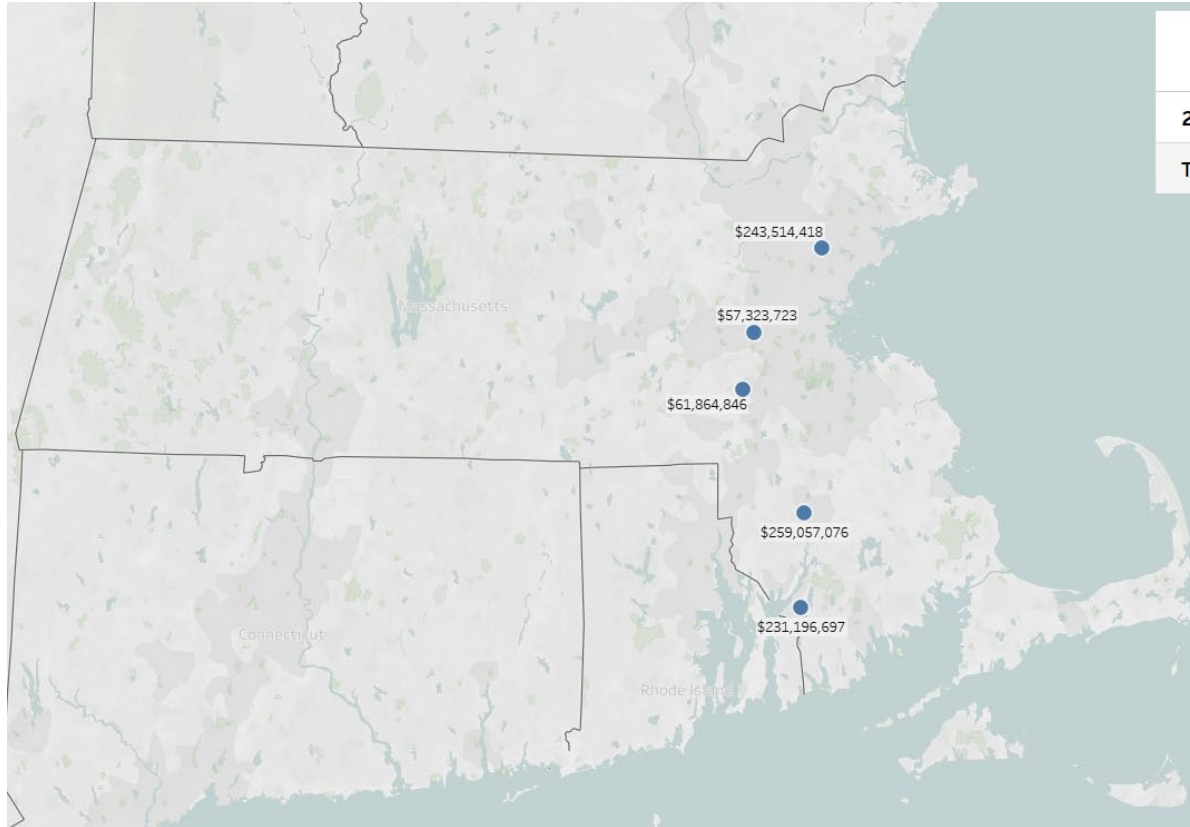 2
T
$243,514,418
Massachusetts
$57,323,723
$61,864,846
$259,057,076
$231,196,697
Connecticut
Rhode Island